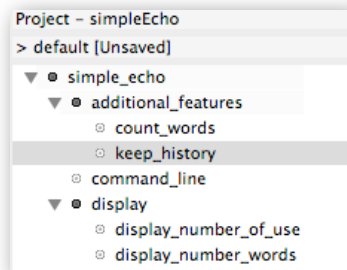 Project - simpleEcho
> default [Unsaved]
simple_echo
additional_features
count_words
keep_history
command_line
display
display_number_of_use
display_number_words